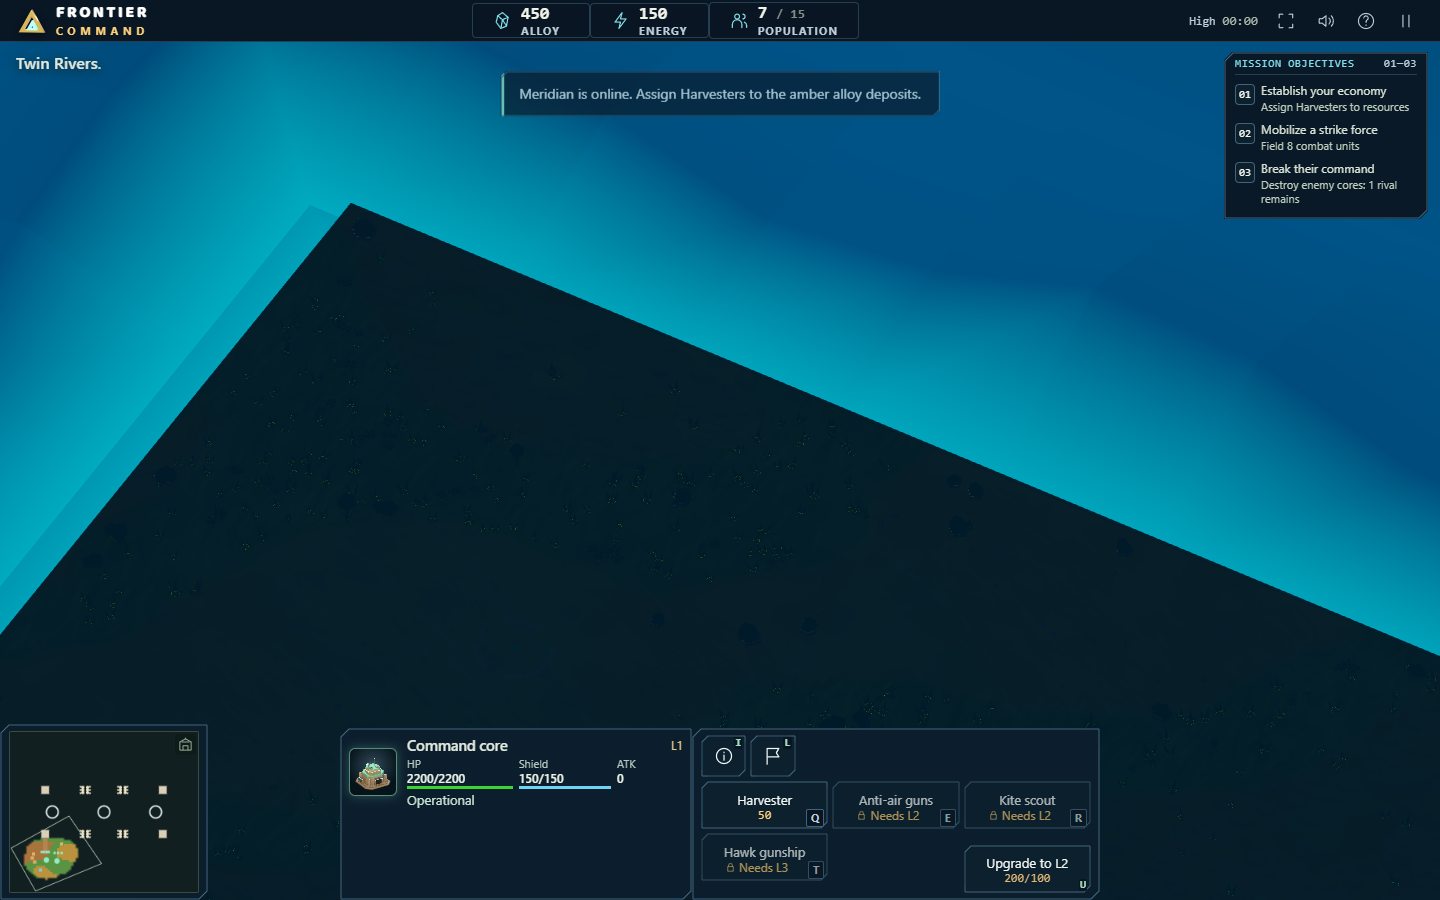 FRONTIER
COMMAND
450
ALLOY
150
ENERGY
7 / 15
POPULATION
High 00:00
Twin Rivers.
Meridian is online. Assign Harvesters to the amber alloy deposits.
MISSION OBJECTIVES 01—03
01 Establish your economy
Assign Harvesters to resources
02 Mobilize a strike force
Field 8 combat units
03 Break their command
Destroy enemy cores: 1 rival
remains
Command core L1
HP Shield ATK
2200/2200 150/150 0
Operational
I L
Harvester
50 Q
Anti-air guns
Needs L2 E
Kite scout
Needs L2 R
Hawk gunship
Needs L3 T
Upgrade to L2
200/100
U